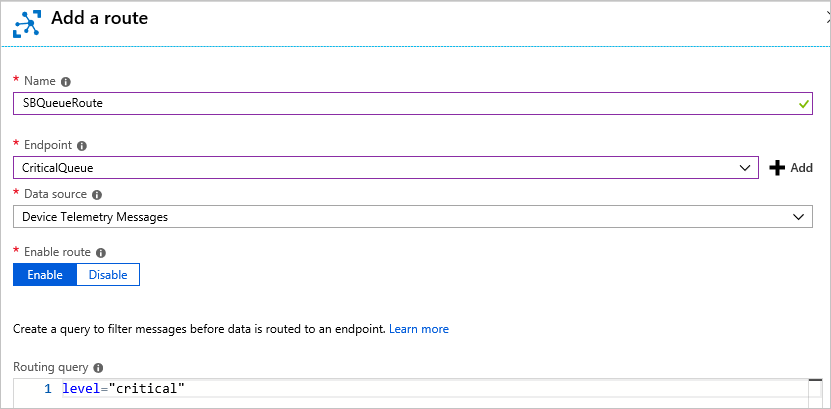 Add a route
* Name
SBQueueRoute
* Endpoint
CriticalQueue
Add
* Data source
Device Telemetry Messages
* Enable route
Enable Disable
Create a query to filter messages before data is routed to an endpoint. Learn more
Routing query
1 level="critical"